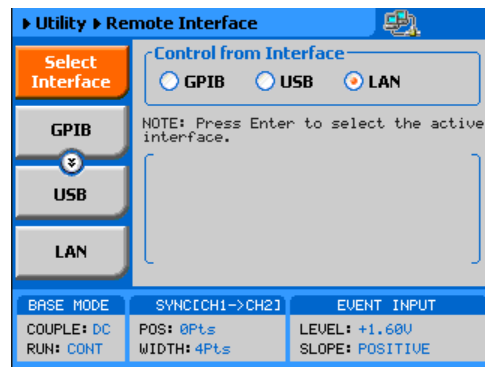 Utility ▸ Remote Interface
Select
Interface
Control from Interface
GPIB USB LAN
NOTE: Press Enter to select the active
interface.
GPIB
USB
LAN
BASE MODE
COUPLE: DC
RUN: CONT
SYNC[CH1->CH2]
POS: 0Pts
WIDTH: 4Pts
EVENT INPUT
LEVEL: +1.60V
SLOPE: POSITIVE